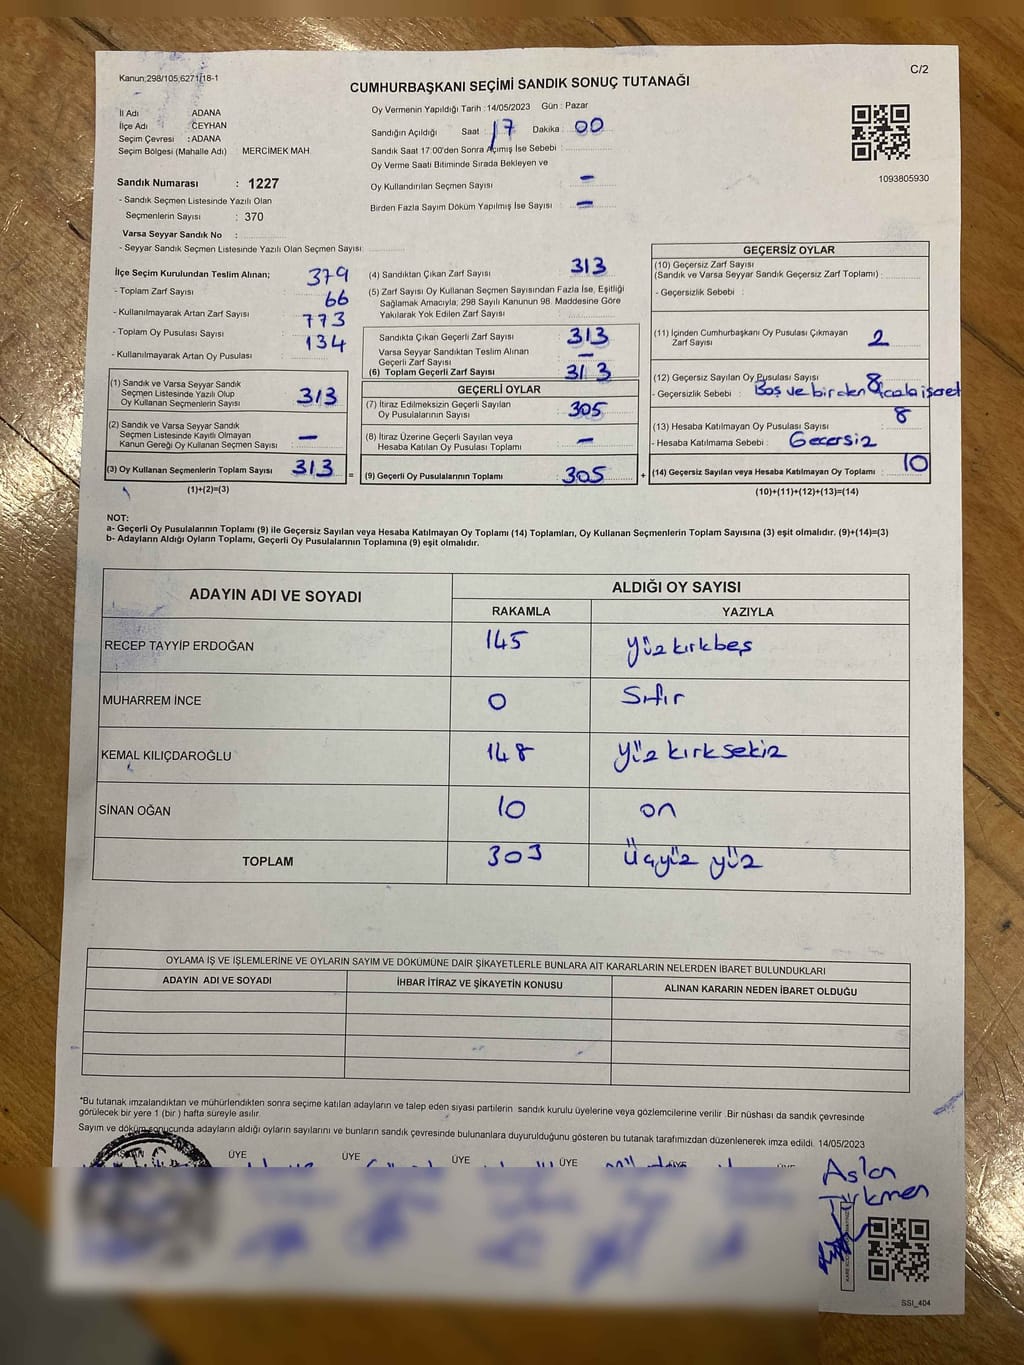 Kanun;298/105,6271/18-1
C/2
CUMHURBAŞKANI SEÇİMİ SANDIK SONUÇ TUTANAĞI
İl Adı : ADANA
İlçe Adı : CEYHAN
Seçim Çevresi : ADANA
Seçim Bölgesi (Mahalle Adı) MERCİMEK MAH.
Oy Vermenin Yapıldığı Tarih : 14/05/2023 Gün : Pazar
Sandığın Açıldığı Saat : 17 Dakika : 00
Sandık Saat 17:00'den Sonra Açımış İse Sebebi :
Oy Verme Saati Bitiminde Sırada Bekleyen ve
Oy Kullandırılan Seçmen Sayısı : -
Birden Fazla Sayım Döküm Yapılmış İse Sayısı : -
1093805930
Sandık Numarası : 1227
- Sandık Seçmen Listesinde Yazılı Olan
Seçmenlerin Sayısı : 370
Varsa Seyyar Sandık No :
- Seyyar Sandık Seçmen Listesinde Yazılı Olan Seçmen Sayısı:
İlçe Seçim Kurulundan Teslim Alınan;
- Toplam Zarf Sayısı : 379
- Kullanılmayarak Artan Zarf Sayısı : 66
- Toplam Oy Pusulası Sayısı : 773
- Kullanılmayarak Artan Oy Pusulası : 134
(1) Sandık ve Varsa Seyyar Sandık
Seçmen Listesinde Yazılı Olup
Oy Kullanan Seçmenlerin Sayısı : 313
(2) Sandık ve Varsa Seyyar Sandık
Seçmen Listesinde Kayıtlı Olmayan
Kanun Gereği Oy Kullanan Seçmen Sayısı : -
(3) Oy Kullanan Seçmenlerin Toplam Sayısı : 313 =
(1)+(2)=(3)
(4) Sandıktan Çıkan Zarf Sayısı : 313
(5) Zarf Sayısı Oy Kullanan Seçmen Sayısından Fazla İse, Eşitliği
Sağlamak Amacıyla; 298 Sayılı Kanunun 98. Maddesine Göre
Yakılarak Yok Edilen Zarf Sayısı :
Sandıkta Çıkan Geçerli Zarf Sayısı : 313
Varsa Seyyar Sandıktan Teslim Alınan
Geçerli Zarf Sayısı : -
(6) Toplam Geçerli Zarf Sayısı : 313
GEÇERLİ OYLAR
(7) İtiraz Edilmeksizin Geçerli Sayılan
Oy Pusulalarının Sayısı : 305
(8) İtiraz Üzerine Geçerli Sayılan veya
Hesaba Katılan Oy Pusulası Toplamı : -
(9) Geçerli Oy Pusulalarının Toplamı : 305 +
GEÇERSİZ OYLAR
(10) Geçersiz Zarf Sayısı
(Sandık ve Varsa Seyyar Sandık Geçersiz Zarf Toplamı) :
- Geçersizlik Sebebi :
(11) İçinden Cumhurbaşkanı Oy Pusulası Çıkmayan
Zarf Sayısı : 2
(12) Geçersiz Sayılan Oy Pusulası Sayısı : 8
- Geçersizlik Sebebi : Boş ve birden fazla işaret
(13) Hesaba Katılmayan Oy Pusulası Sayısı : 8
- Hesaba Katılmama Sebebi : Geçersiz
(14) Geçersiz Sayılan veya Hesaba Katılmayan Oy Toplamı : 10
(10)+(11)+(12)+(13)=(14)
NOT:
a- Geçerli Oy Pusulalarının Toplamı (9) ile Geçersiz Sayılan veya Hesaba Katılmayan Oy Toplamı (14) Toplamları, Oy Kullanan Seçmenlerin Toplam Sayısına (3) eşit olmalıdır. (9)+(14)=(3)
b- Adayların Aldığı Oyların Toplamı, Geçerli Oy Pusulalarının Toplamına (9) eşit olmalıdır.
ADAYIN ADI VE SOYADI ALDIĞI OY SAYISI
RAKAMLA YAZIYLA
RECEP TAYYİP ERDOĞAN 145 yüzkırkbeş
MUHARREM İNCE 0 Sıfır
KEMAL KILIÇDAROĞLU 148 yüzkırksekiz
SİNAN OĞAN 10 on
TOPLAM 303 üçyüz yüz
OYLAMA İŞ VE İŞLEMLERİNE VE OYLARIN SAYIM VE DÖKÜMÜNE DAİR ŞİKAYETLERLE BUNLARA AİT KARARLARIN NELERDEN İBARET BULUNDUKLARI
ADAYIN ADI VE SOYADI İHBAR İTİRAZ VE ŞİKAYETİN KONUSU ALINAN KARARIN NEDEN İBARET OLDUĞU
*Bu tutanak imzalandıktan ve mühürlendikten sonra seçime katılan adayların ve talep eden siyasi partilerin sandık kurulu üyelerine veya gözlemcilerine verilir. Bir nüshası da sandık çevresinde
görülecek bir yere 1 (bir) hafta süreyle asılır.
Sayım ve döküm sonucunda adayların aldığı oyların sayılarını ve bunların sandık çevresinde bulunanlara duyurulduğunu gösteren bu tutanak tarafımızdan düzenlenerek imza edildi. 14/05/2023
ÜYE ÜYE ÜYE ÜYE ÜYE ÜYE
Aslan
Türkmen
SSI_404